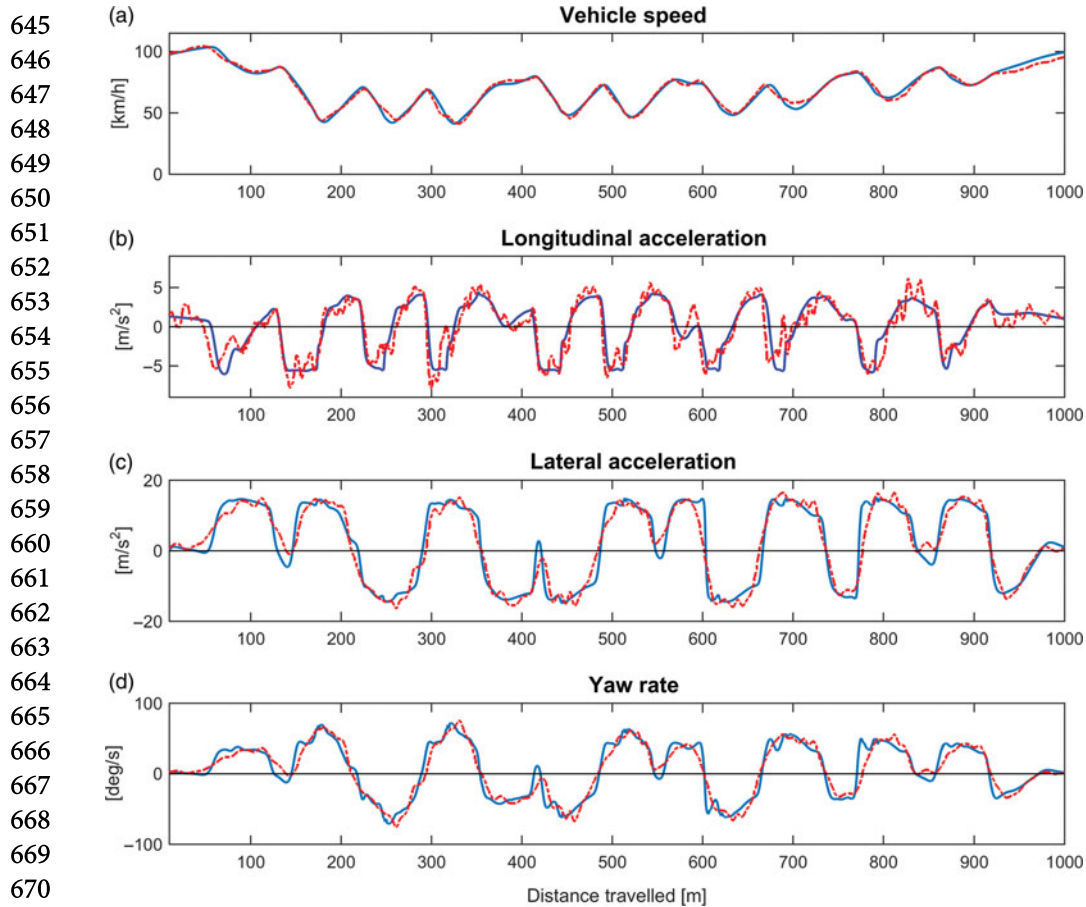 645
646
647
648
649
650
651
652
653
654
655
656
657
658
659
660
661
662
663
664
665
666
667
668
669
670
(a) Vehicle speed
100
50
0
[km/h]
100 200 300 400 500 600 700 800 900 1000
(b) Longitudinal acceleration
5
0
−5
[m/s²]
100 200 300 400 500 600 700 800 900 1000
(c) Lateral acceleration
20
0
−20
[m/s²]
100 200 300 400 500 600 700 800 900 1000
(d) Yaw rate
100
0
−100
[deg/s]
100 200 300 400 500 600 700 800 900 1000
Distance travelled [m]